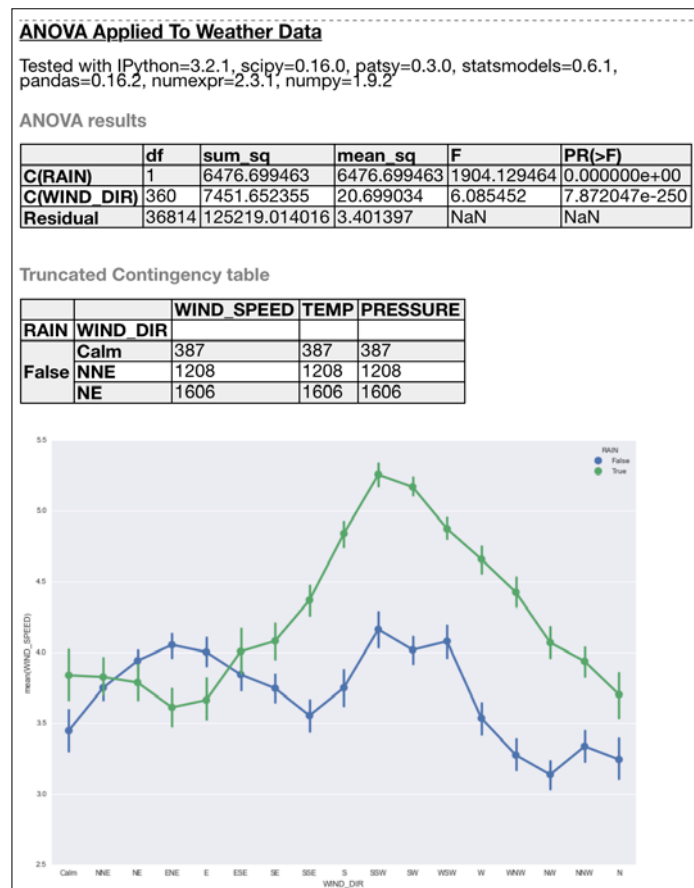 ANOVA Applied To Weather Data
Tested with IPython=3.2.1, scipy=0.16.0, patsy=0.3.0, statsmodels=0.6.1,
pandas=0.16.2, numexpr=2.3.1, numpy=1.9.2
ANOVA results
df sum_sq mean_sq F PR(>F)
C(RAIN) 1 6476.699463 6476.699463 1904.129464 0.000000e+00
C(WIND_DIR) 360 7451.652355 20.699034 6.085452 7.872047e-250
Residual 36814 125219.014016 3.401397 NaN NaN
Truncated Contingency table
WIND_SPEED TEMP PRESSURE
RAIN WIND_DIR
False Calm 387 387 387
NNE 1208 1208 1208
NE 1606 1606 1606
5.5
RAIN
False
True
5.0
4.5
mean(WIND_SPEED)
4.0
3.5
3.0
2.5
Calm NNE NE ENE E ESE SE SSE S SSW SW WSW W WNW NW NNW N
WIND_DIR